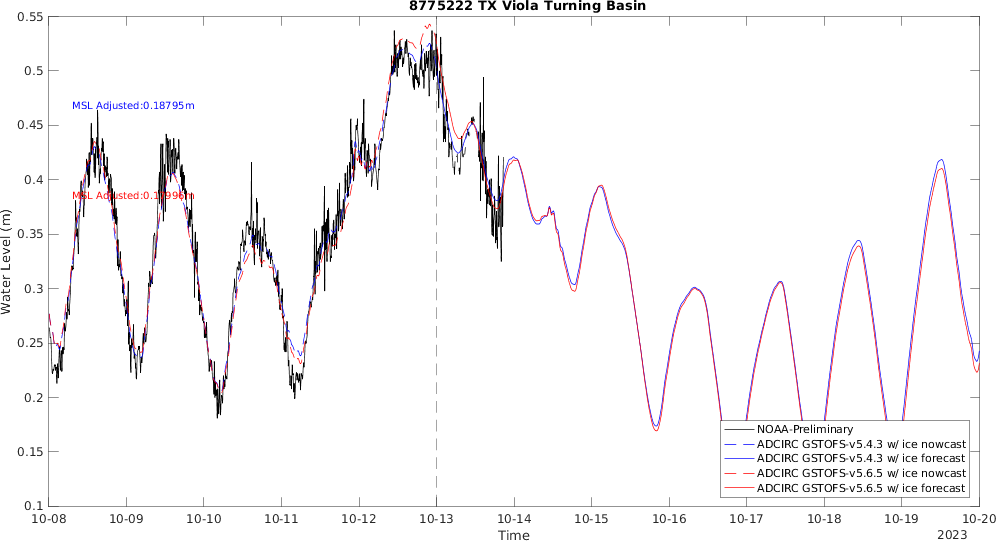 8775222 TX Viola Turning Basin
0.55
0.5
0.45
0.4
0.35
0.3
0.25
0.2
0.15
0.1
Water Level (m)
MSL Adjusted:0.18795m
MSL
NOAA-Preliminary
ADCIRC GSTOFS-v5.4.3 w/ ice nowcast
ADCIRC GSTOFS-v5.4.3 w/ ice forecast
ADCIRC GSTOFS-v5.6.5 w/ ice nowcast
ADCIRC GSTOFS-v5.6.5 w/ ice forecast
10-08 10-09 10-10 10-11 10-12 10-13 10-14 10-15 10-16 10-17 10-18 10-19 10-20
Time
2023